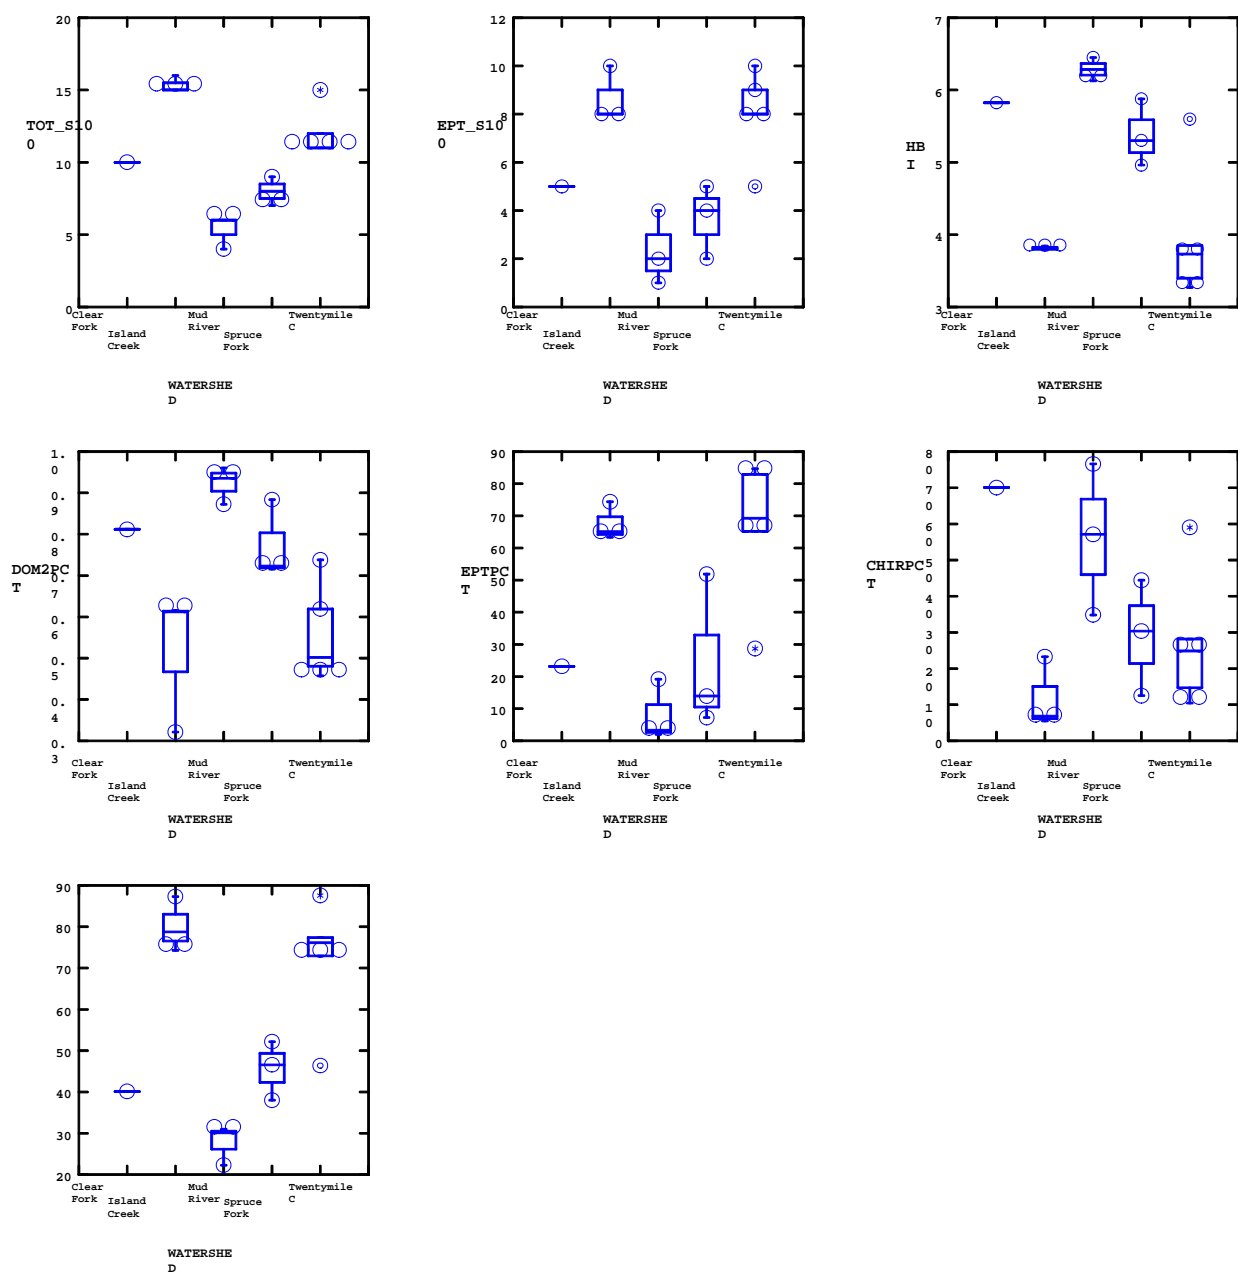 20
15
10
5
0
TOT_S10
0
Clear
Fork
Island
Creek
Mud
River
Spruce
Fork
Twentymile
C
WATERSHE
D
12
10
8
6
4
2
0
EPT_S10
0
Clear
Fork
Island
Creek
Mud
River
Spruce
Fork
Twentymile
C
WATERSHE
D
7
6
5
4
3
HB
I
Clear
Fork
Island
Creek
Mud
River
Spruce
Fork
Twentymile
C
WATERSHE
D
1.
0
0.
9
0.
8
0.
7
0.
6
0.
5
0.
4
0.
3
DOM2PC
T
Clear
Fork
Island
Creek
Mud
River
Spruce
Fork
Twentymile
C
WATERSHE
D
90
80
70
60
50
40
30
20
10
0
EPTPC
T
Clear
Fork
Island
Creek
Mud
River
Spruce
Fork
Twentymile
C
WATERSHE
D
8
0
7
0
6
0
5
0
4
0
3
0
2
0
1
0
0
CHIRPC
T
Clear
Fork
Island
Creek
Mud
River
Spruce
Fork
Twentymile
C
WATERSHE
D
90
80
70
60
50
40
30
20
Clear
Fork
Island
Creek
Mud
River
Spruce
Fork
Twentymile
C
WATERSHE
D